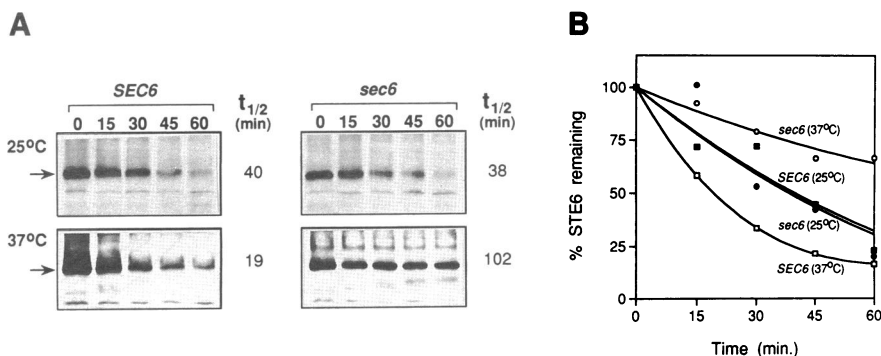 A
SEC6
0 15 30 45 60
t1/2
(min)
sec6
0 15 30 45 60
t1/2
(min)
25°C
40
38
37°C
19
102
B
100
75
50
25
0
% STE6 remaining
sec6 (37°C)
SEC6 (25°C)
sec6 (25°C)
SEC6 (37°C)
0 15 30 45 60
Time (min.)